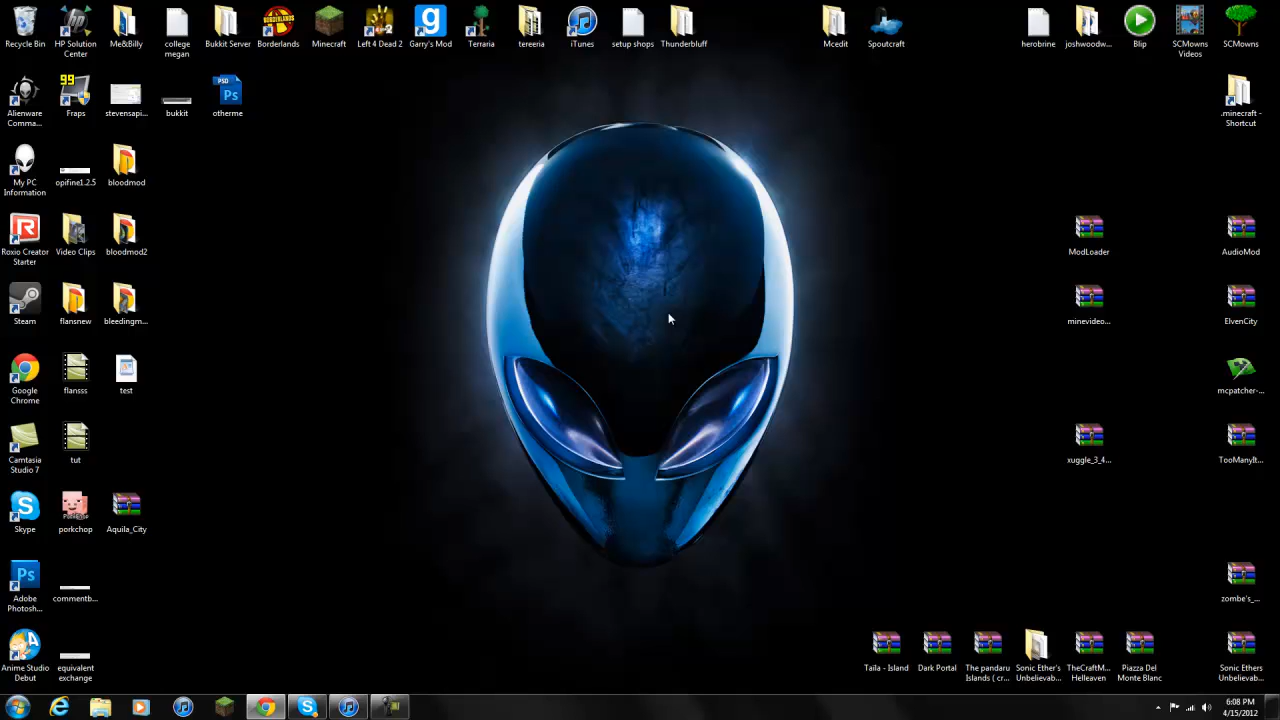 Recycle Bin
HP Solution Center
Me&Billy
college megan
Bukkit Server
Borderlands
Minecraft
Left 4 Dead 2
Garry's Mod
Terraria
tereeria
iTunes
setup shops
Thunderbluff
Mcedit
Spoutcraft
herobrine
joshwoodw...
Blip
SCMowns Videos
SCMowns
99
PSD
Ps
Alienware Comma...
Fraps
stevensapi...
bukkit
otherme
.minecraft - Shortcut
My PC Information
opifine1.2.5
bloodmod
Roxio Creator Starter
Video Clips
bloodmod2
ModLoader
AudioMod
Steam
flansnew
bleedingm...
minevideo...
ElvenCity
Google Chrome
flansss
test
mcpatcher-...
Camtasia Studio 7
tut
xuggle_3_4...
TooManyIt...
Skype
porkchop
Aquila_City
Ps
Adobe Photosh...
commentb...
zombe's_...
Anime Studio Debut
equivalent exchange
Taila - Island
Dark Portal
The pandaru Islands ( cr...
Sonic Ether's Unbelievab...
TheCraftM... Helleaven
Piazza Del Monte Blanc
Sonic Ethers Unbelievab...
6:08 PM
4/15/2012